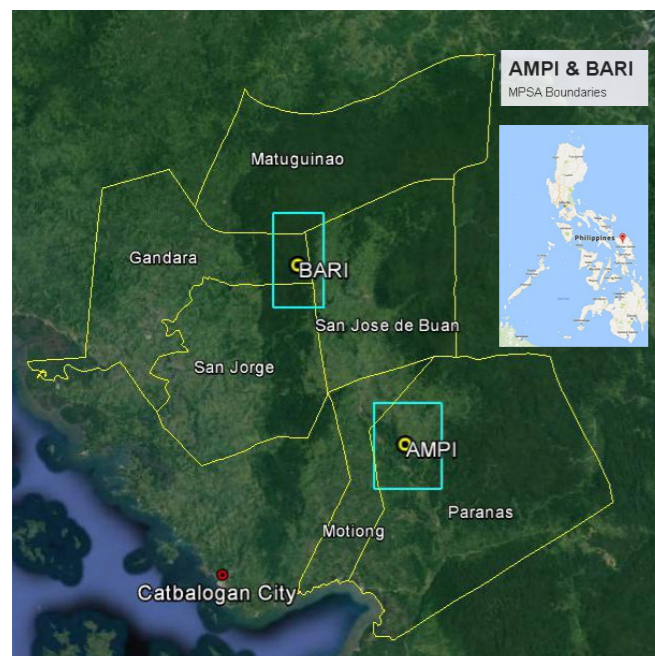 AMPI & BARI
MPSA Boundaries
Matuguinao
Philippines
Gandara
BARI
San Jose de Buan
San Jorge
AMPI
Paranas
Motiong
Catbalogan City